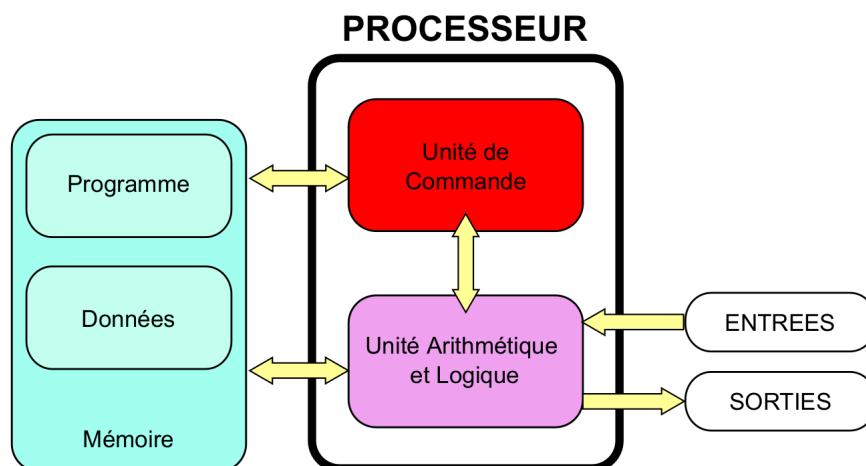 PROCESSEUR
Programme
Données
Mémoire
Unité de
Commande
Unité Arithmétique
et Logique
ENTREES
SORTIES